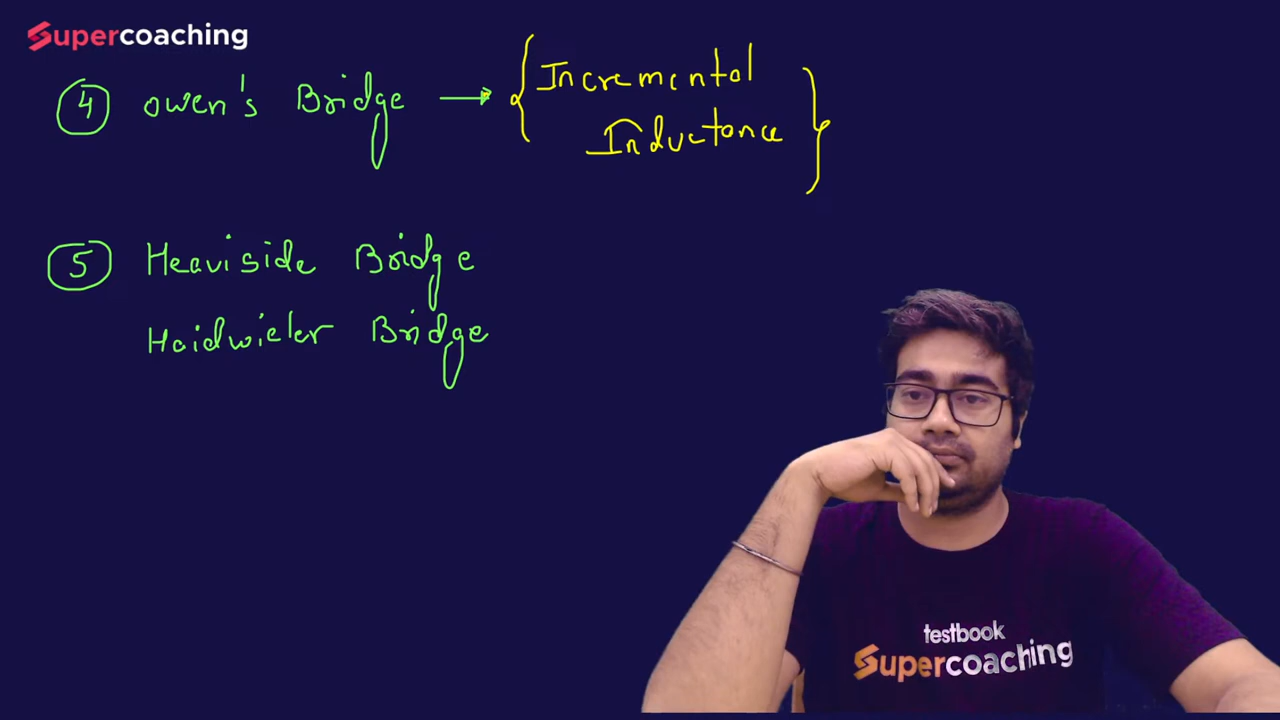 Supercoaching
④ Owen's Bridge → { Incremental
Inductance }
⑤ Heaviside Bridge
Haidwieler Bridge
testbook
Supercoaching